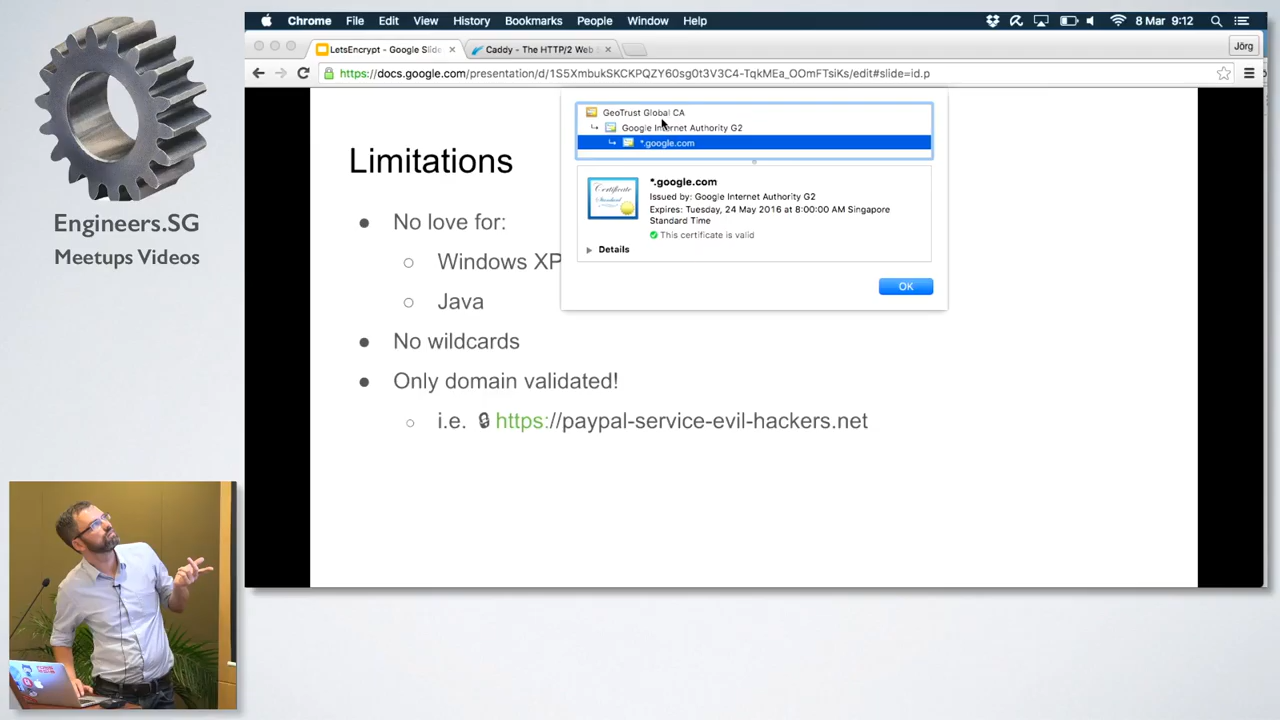 Engineers.SG
Meetups Videos
Chrome File Edit View History Bookmarks People Window Help 8 Mar 9:12
LetsEncrypt - Google Slide
Caddy - The HTTP/2 Web
Jörg
https://docs.google.com/presentation/d/1S5XmbukSKCKPQZY60sg0t3V3C4-TqkMEa_OOmFTsiKs/edit#slide=id.p
GeoTrust Global CA
Google Internet Authority G2
*.google.com
Certificate
Standard
*.google.com
Issued by: Google Internet Authority G2
Expires: Tuesday, 24 May 2016 at 8:00:00 AM Singapore
Standard Time
This certificate is valid
Details
OK
Limitations
No love for:
Windows XP
Java
No wildcards
Only domain validated!
i.e. https://paypal-service-evil-hackers.net